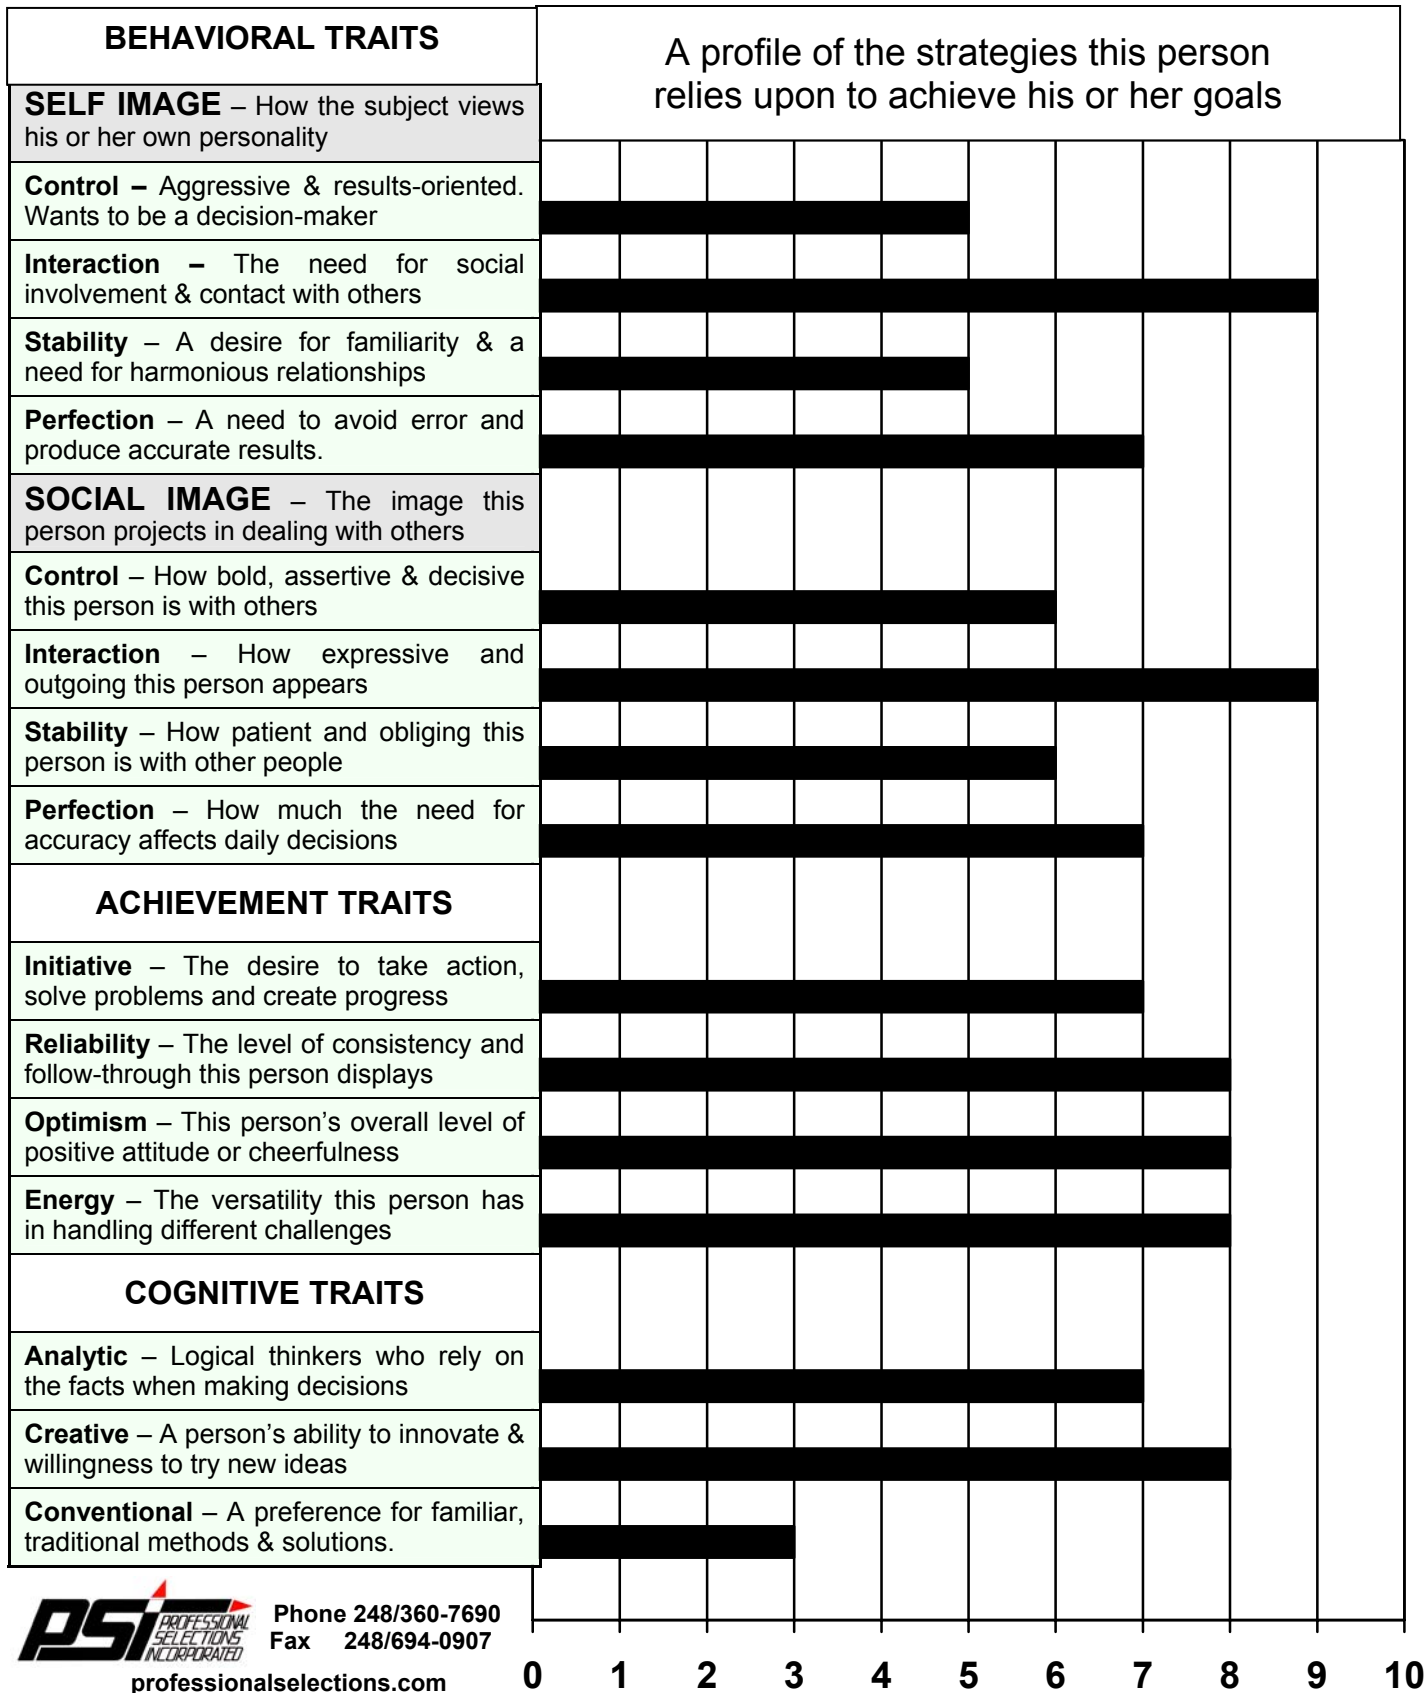 BEHAVIORAL TRAITS
A profile of the strategies this person
relies upon to achieve his or her goals
SELF IMAGE – How the subject views
his or her own personality
Control – Aggressive & results-oriented.
Wants to be a decision-maker
Interaction – The need for social
involvement & contact with others
Stability – A desire for familiarity & a
need for harmonious relationships
Perfection – A need to avoid error and
produce accurate results.
SOCIAL IMAGE – The image this
person projects in dealing with others
Control – How bold, assertive & decisive
this person is with others
Interaction – How expressive and
outgoing this person appears
Stability – How patient and obliging this
person is with other people
Perfection – How much the need for
accuracy affects daily decisions
ACHIEVEMENT TRAITS
Initiative – The desire to take action,
solve problems and create progress
Reliability – The level of consistency and
follow-through this person displays
Optimism – This person’s overall level of
positive attitude or cheerfulness
Energy – The versatility this person has
in handling different challenges
COGNITIVE TRAITS
Analytic – Logical thinkers who rely on
the facts when making decisions
Creative – A person’s ability to innovate &
willingness to try new ideas
Conventional – A preference for familiar,
traditional methods & solutions.
PSI
PROFESSIONAL
SELECTIONS
INCORPORATED
Phone 248/360-7690
Fax 248/694-0907
professionalselections.com
0 1 2 3 4 5 6 7 8 9 10